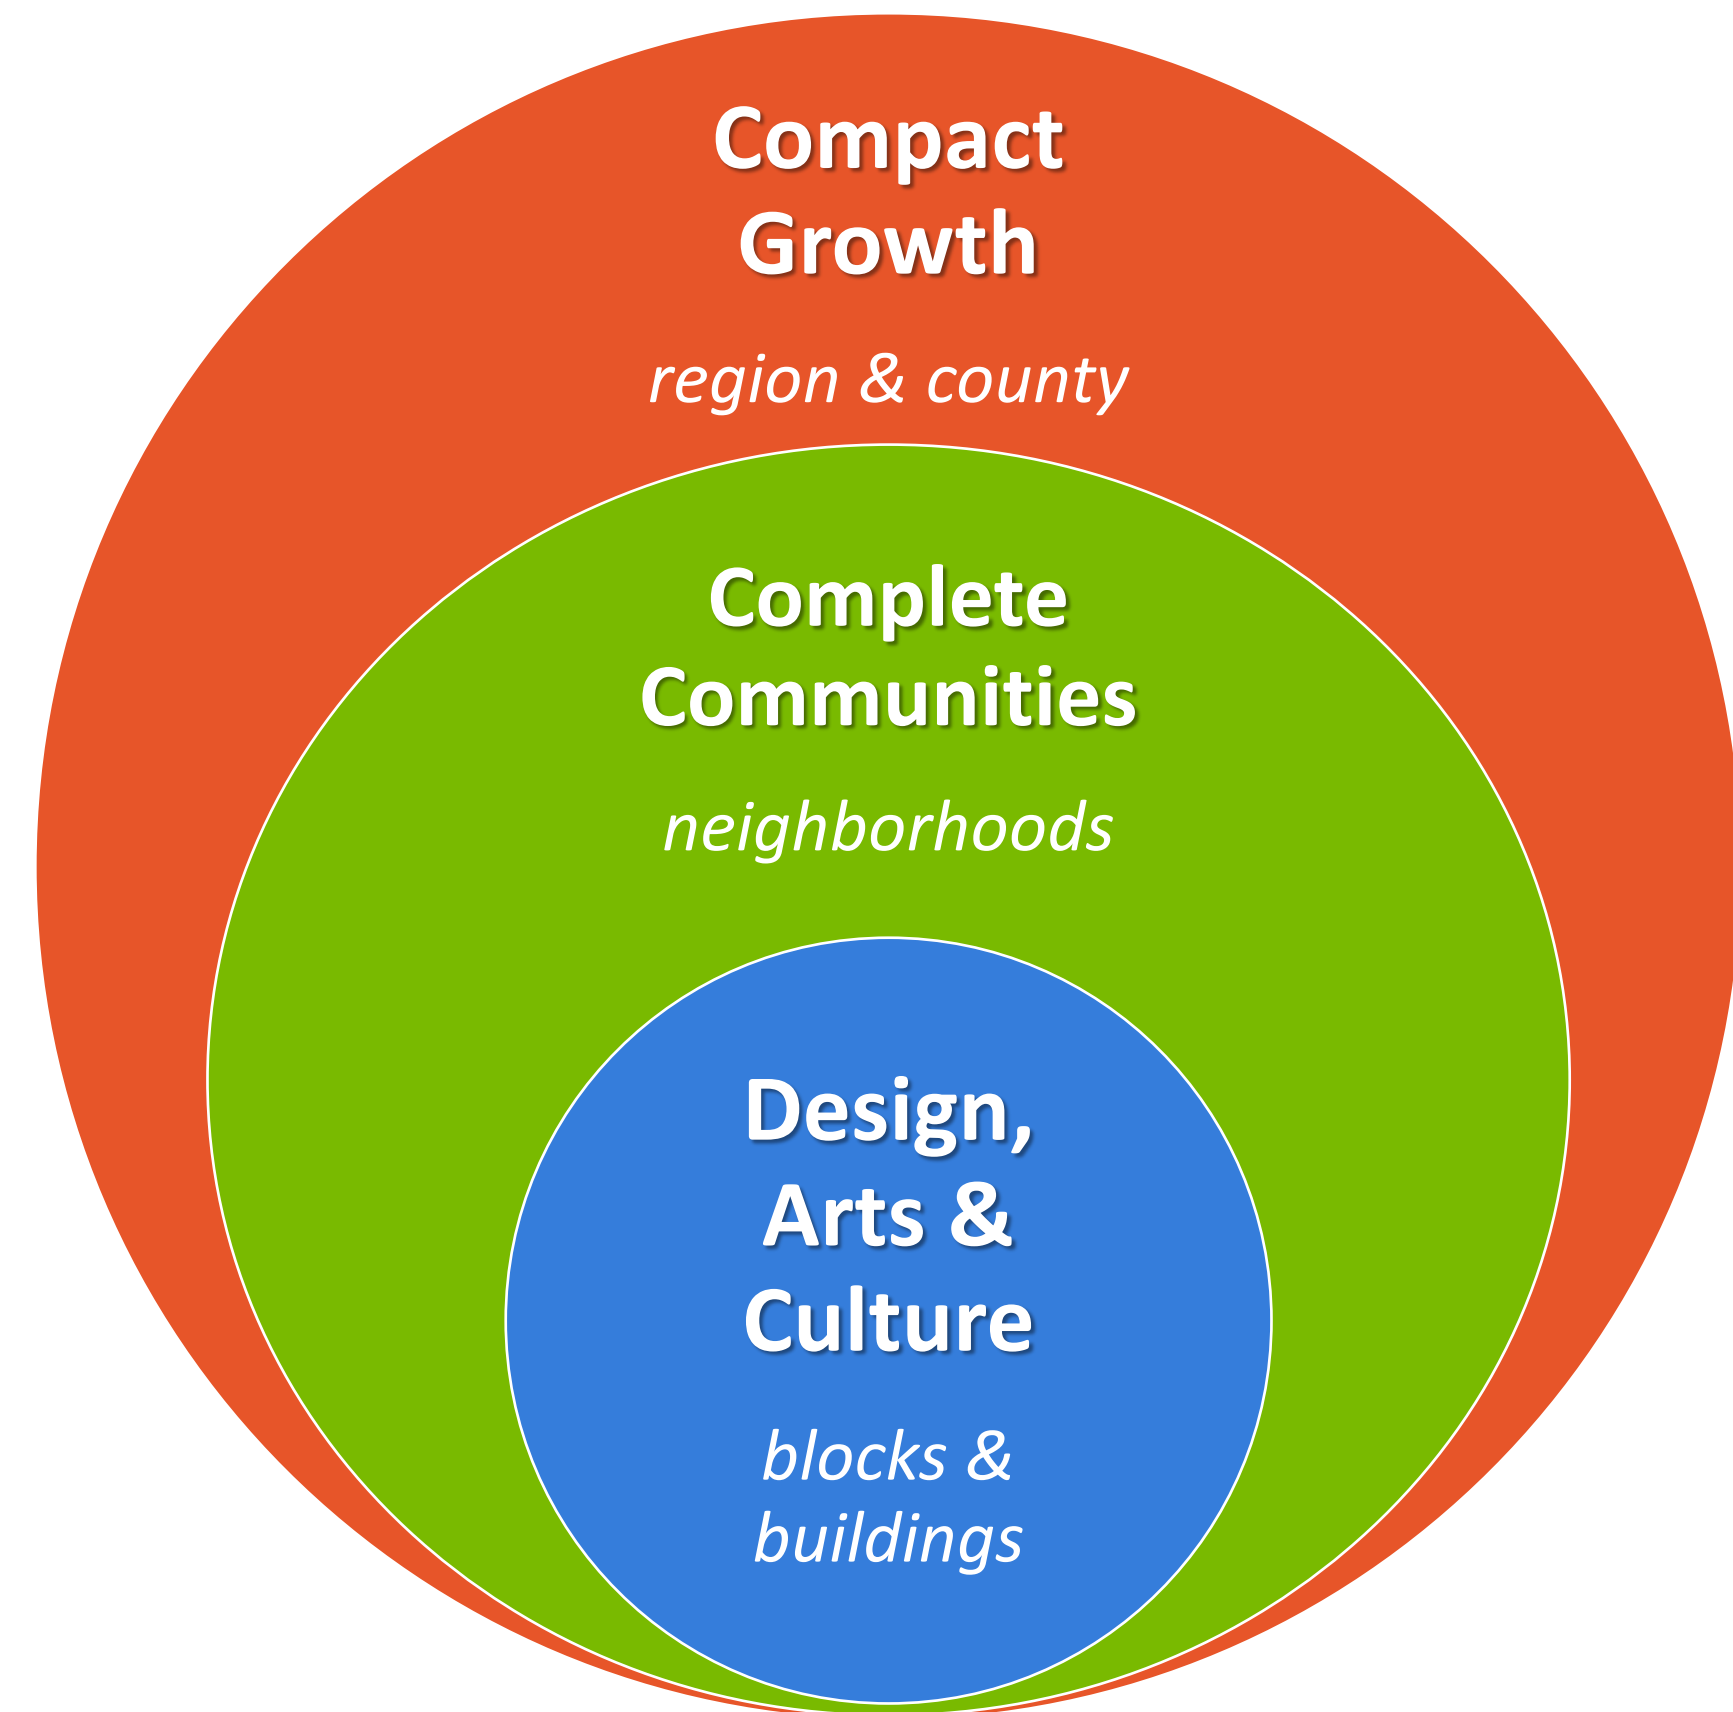 Compact
Growth
region & county
Complete
Communities
neighborhoods
Design,
Arts &
Culture
blocks &
buildings